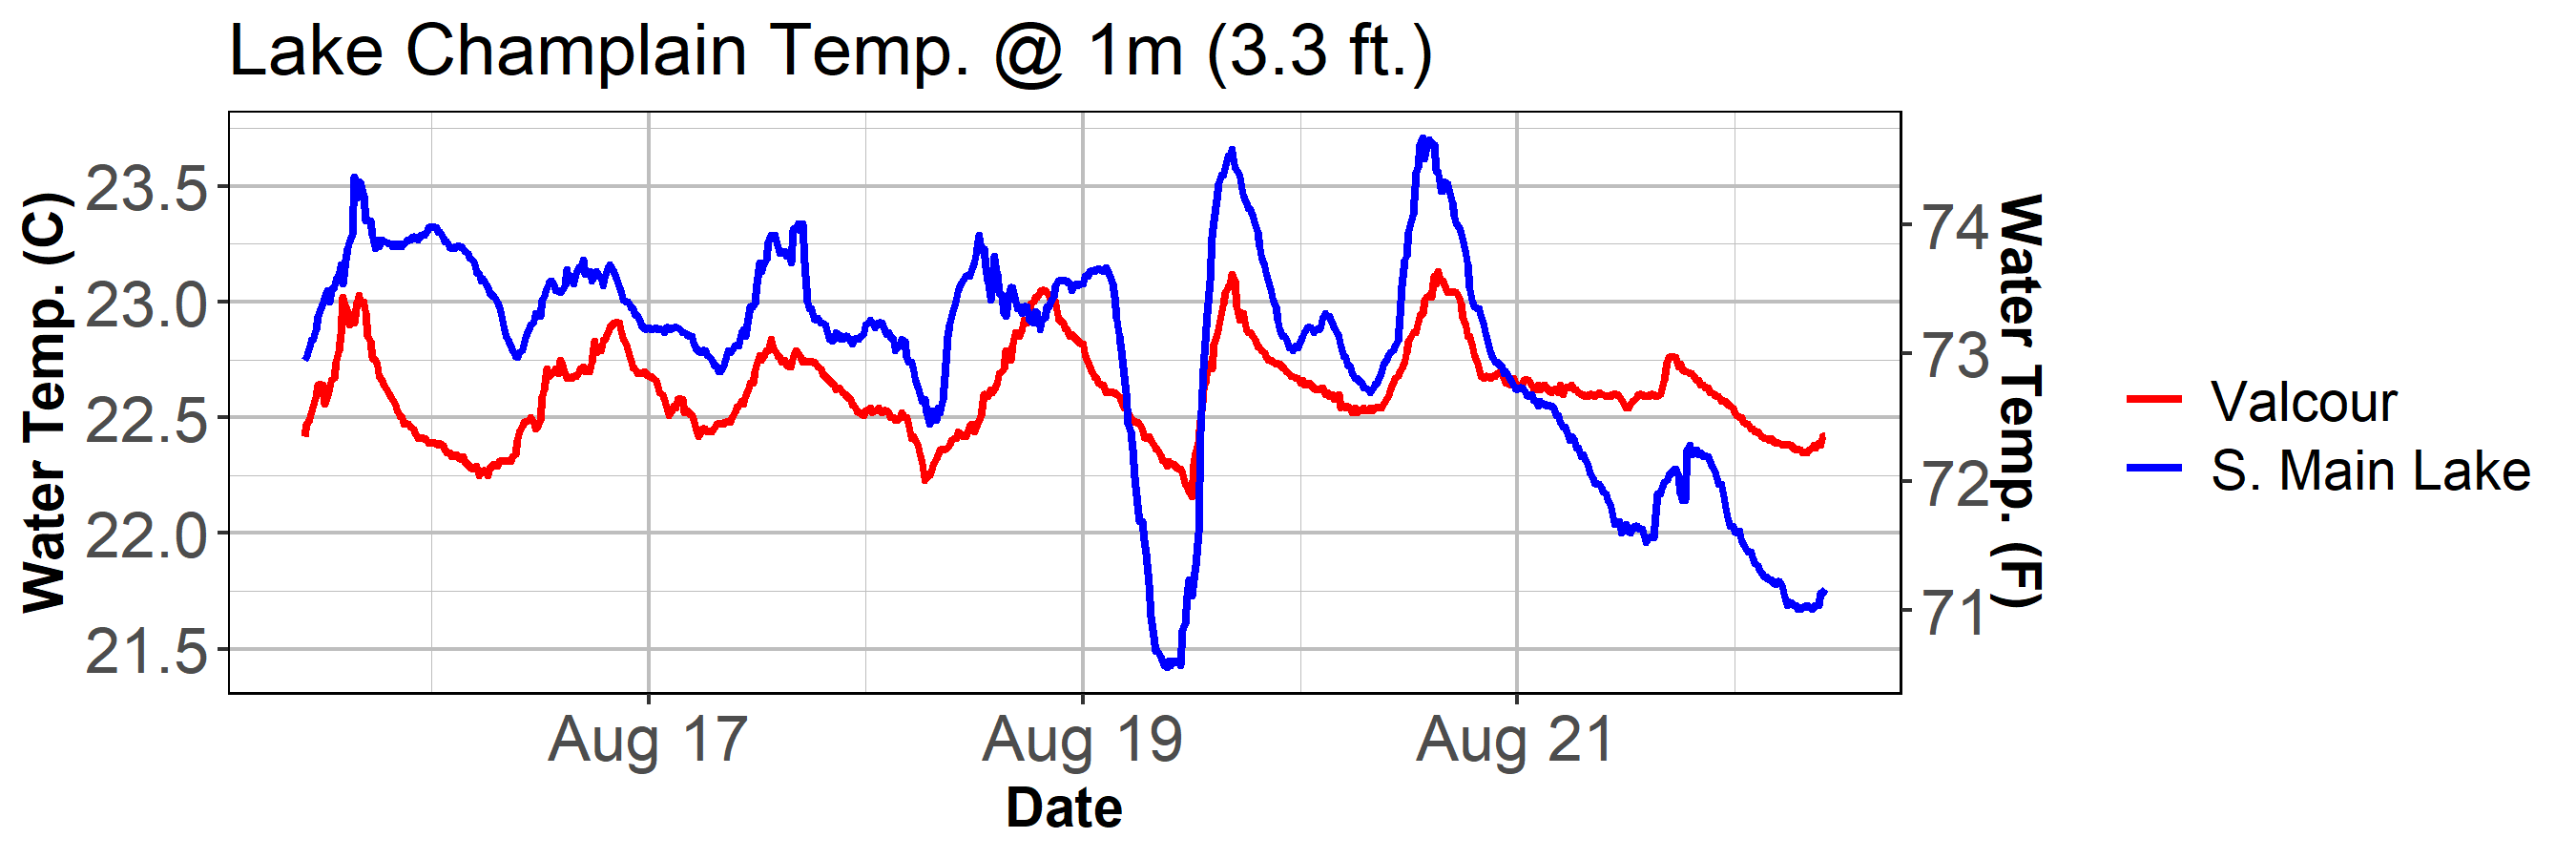 Lake Champlain Temp. @ 1m (3.3 ft.)
Water Temp. (C)
23.5
23.0
22.5
22.0
21.5
74
73
72
71
Water Temp. (F)
Aug 17
Aug 19
Aug 21
Date
Valcour
S. Main Lake